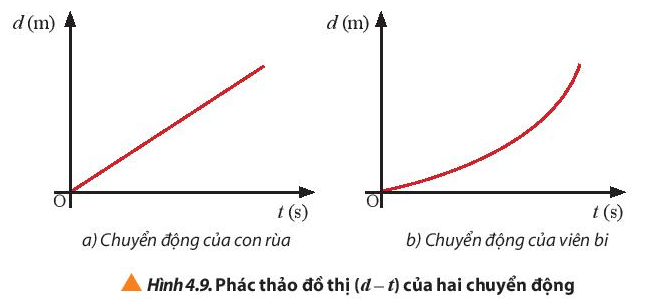 d (m)
O
t (s)
a) Chuyển động của con rùa
d (m)
O
t (s)
b) Chuyển động của viên bi
Hình 4.9. Phác thảo đồ thị (d – t) của hai chuyển động